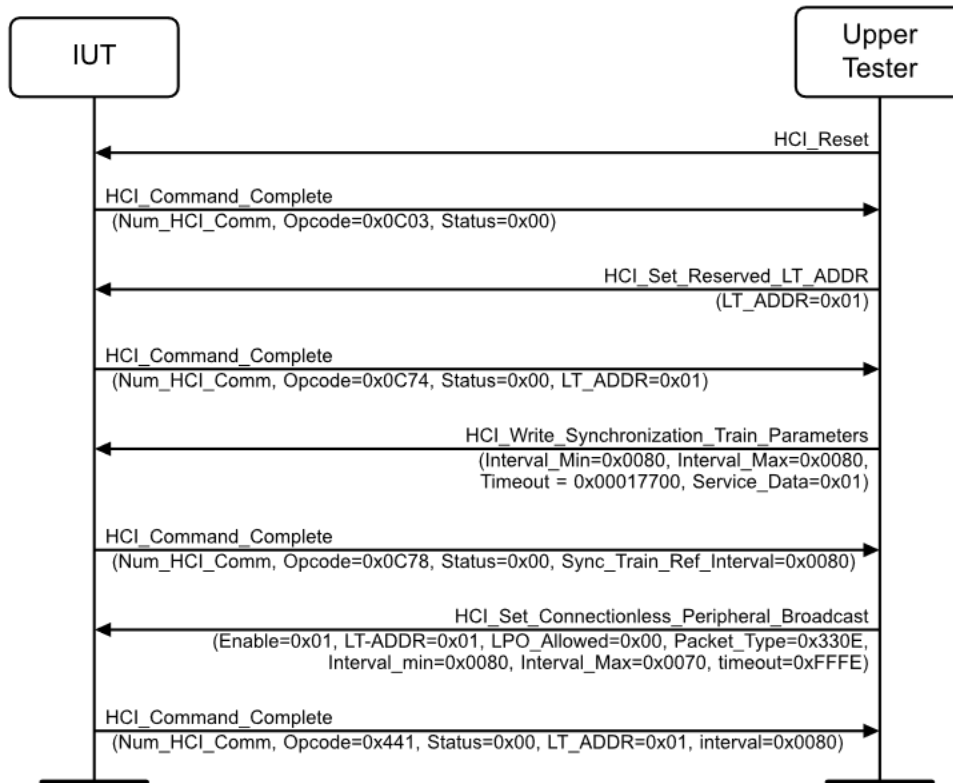 IUT
Upper
Tester
HCI_Reset
HCI_Command_Complete
(Num_HCI_Comm, Opcode=0x0C03, Status=0x00)
HCI_Set_Reserved_LT_ADDR
(LT_ADDR=0x01)
HCI_Command_Complete
(Num_HCI_Comm, Opcode=0x0C74, Status=0x00, LT_ADDR=0x01)
HCI_Write_Synchronization_Train_Parameters
(Interval_Min=0x0080, Interval_Max=0x0080,
Timeout = 0x00017700, Service_Data=0x01)
HCI_Command_Complete
(Num_HCI_Comm, Opcode=0x0C78, Status=0x00, Sync_Train_Ref_Interval=0x0080)
HCI_Set_Connectionless_Peripheral_Broadcast
(Enable=0x01, LT-ADDR=0x01, LPO_Allowed=0x00, Packet_Type=0x330E,
Interval_min=0x0080, Interval_Max=0x0070, timeout=0xFFFE)
HCI_Command_Complete
(Num_HCI_Comm, Opcode=0x441, Status=0x00, LT_ADDR=0x01, interval=0x0080)